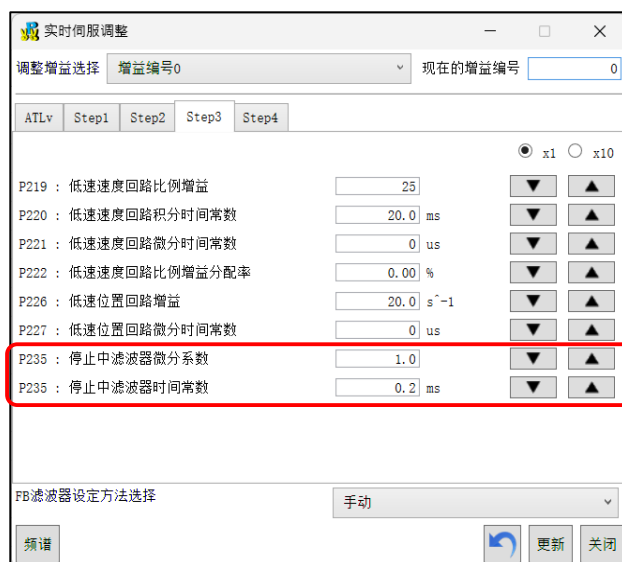 实时伺服调整
调整增益选择 增益编号0 现在的增益编号 0
ATLv Step1 Step2 Step3 Step4
x1 x10
P219 : 低速速度回路比例增益 25
P220 : 低速速度回路积分时间常数 20.0 ms
P221 : 低速速度回路微分时间常数 0 us
P222 : 低速速度回路比例增益分配率 0.00 %
P226 : 低速位置回路增益 20.0 s^-1
P227 : 低速位置回路微分时间常数 0 us
P235 : 停止中滤波器微分系数 1.0
P235 : 停止中滤波器时间常数 0.2 ms
FB滤波器设定方法选择 手动
频谱 更新 关闭